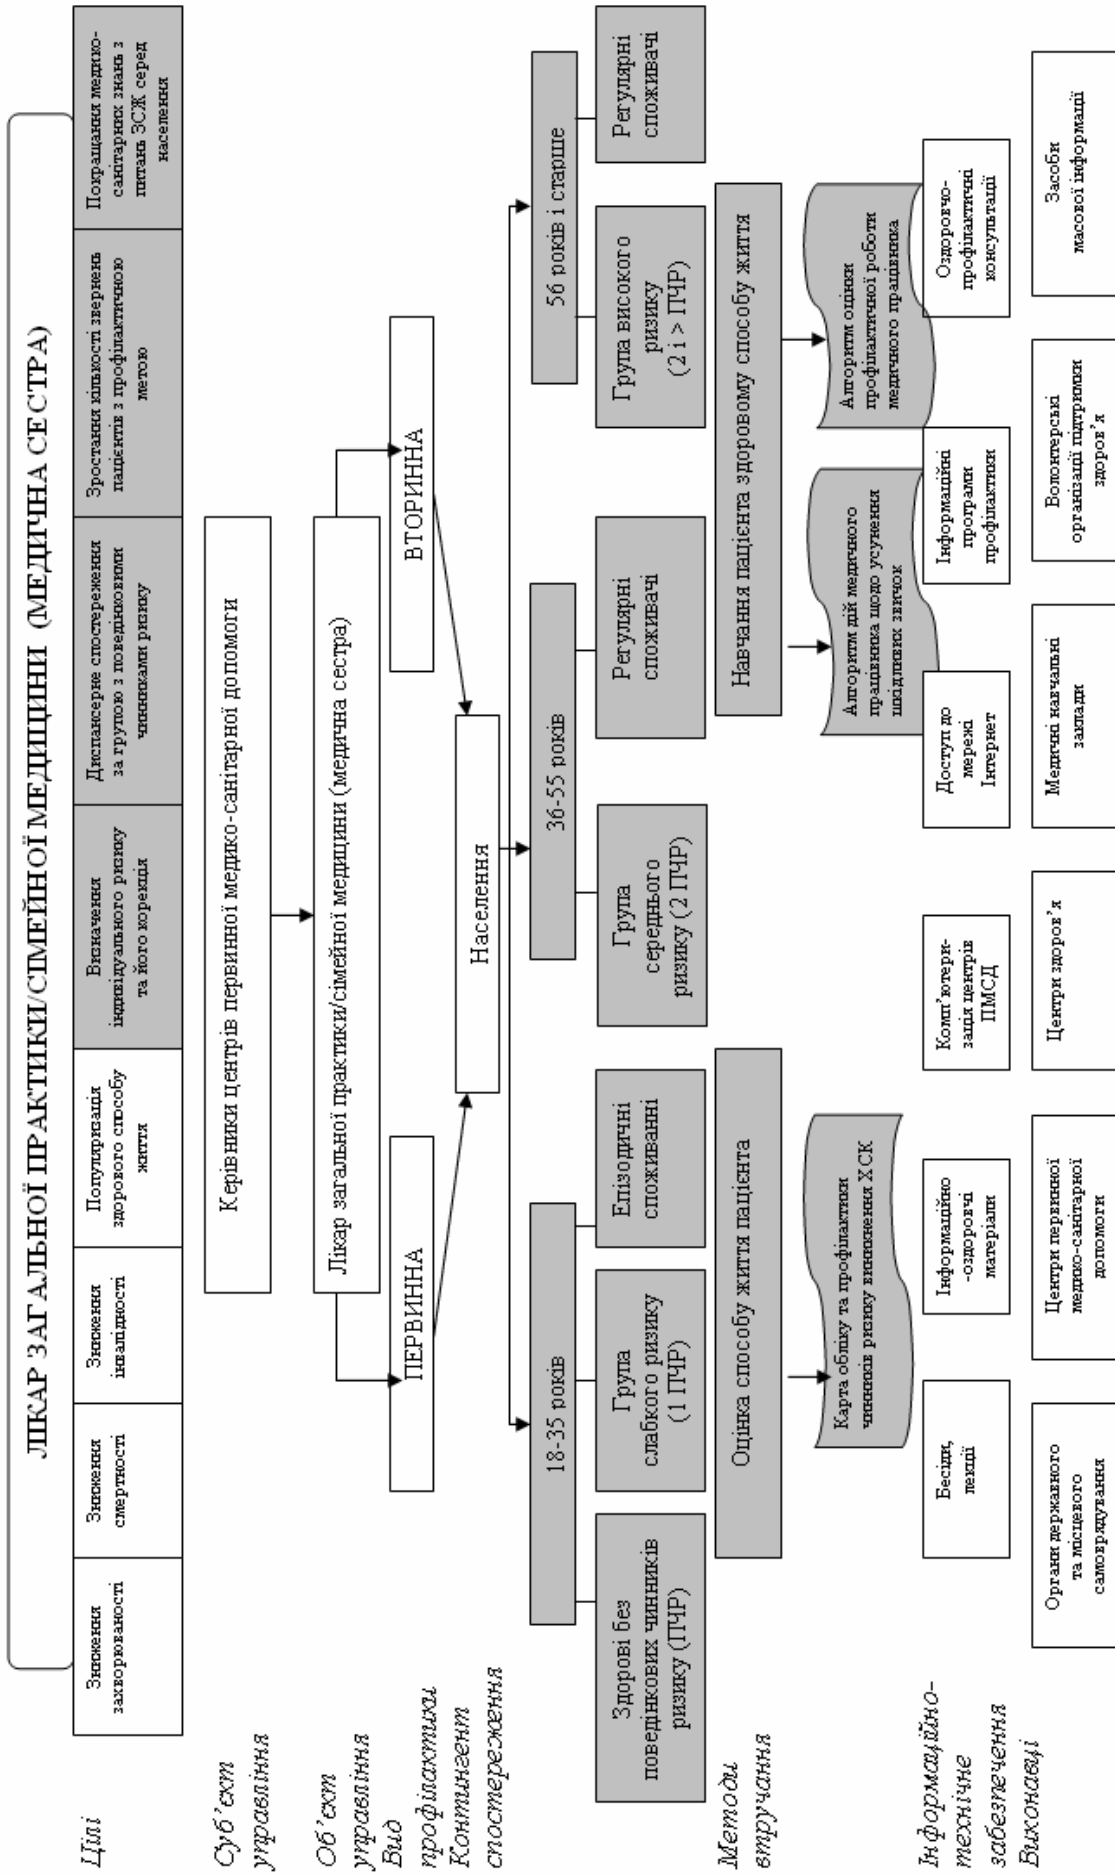 ЛІКАР ЗАГАЛЬНОЇ ПРАКТИКИ/СІМЕЙНОЇ МЕДИЦИНИ (МЕДИЧНА СЕСТРА)
Цілі
Зниження
захворюваності
Зниження
смертності
Зниження
інвалідності
Популяризація
здорового способу
життя
Визначення
індивідуального ризику
та його корекція
Диспансерне спостереження
за групою з поведінковими
чинниками ризику
Зростання кількості звернень
пацієнтів з профілактичною
метою
Покращання медико-
санітарних знань з
питань ЗСЖ серед
населення
Суб'єкт
управління
Керівники центрів первинної медико-санітарної допомоги
Об'єкт
управління
Лікар загальної практики/сімейної медицини (медична сестра)
Вид
профілактики
ПЕРВИННА
ВТОРИННА
Контингент
спостереження
Населення
18-35 років
36-55 років
56 років і старше
Здорові без
поведінкових чинників
ризику (ПЧР)
Група
слабкого ризику
(1 ПЧР)
Епізодичні
споживанні
Група
середнього
ризику (2 ПЧР)
Регулярні
споживачі
Група високого
ризику
(2 і > ПЧР)
Регулярні
споживачі
Методи
втручання
Оцінка способу життя пацієнта
Навчання пацієнта здоровому способу життя
Карта обліку та профілактики
чинників ризику виникнення ХСК
Алгоритм дій медичного
працівника щодо усунення
шкідливих звичок
Алгоритм оцінки
профілактичної роботи
медичного працівника
Інформаційно-
технічне
забезпечення
Бесіди,
лекції
Інформаційно
-оздоровчі
матеріали
Комп'ютери-
зація центрів
ПМСД
Доступ до
мережі
Інтернет
Інформаційні
програми
профілактики
Оздоровчо-
профілактичні
консультації
Виконавці
Органи державного
та місцевого
самоврядування
Центри первинної
медико-санітарної
допомоги
Центри здоров'я
Медичні навчальні
заклади
Волонтерські
організації підтримки
здоров'я
Засоби
масової інформації